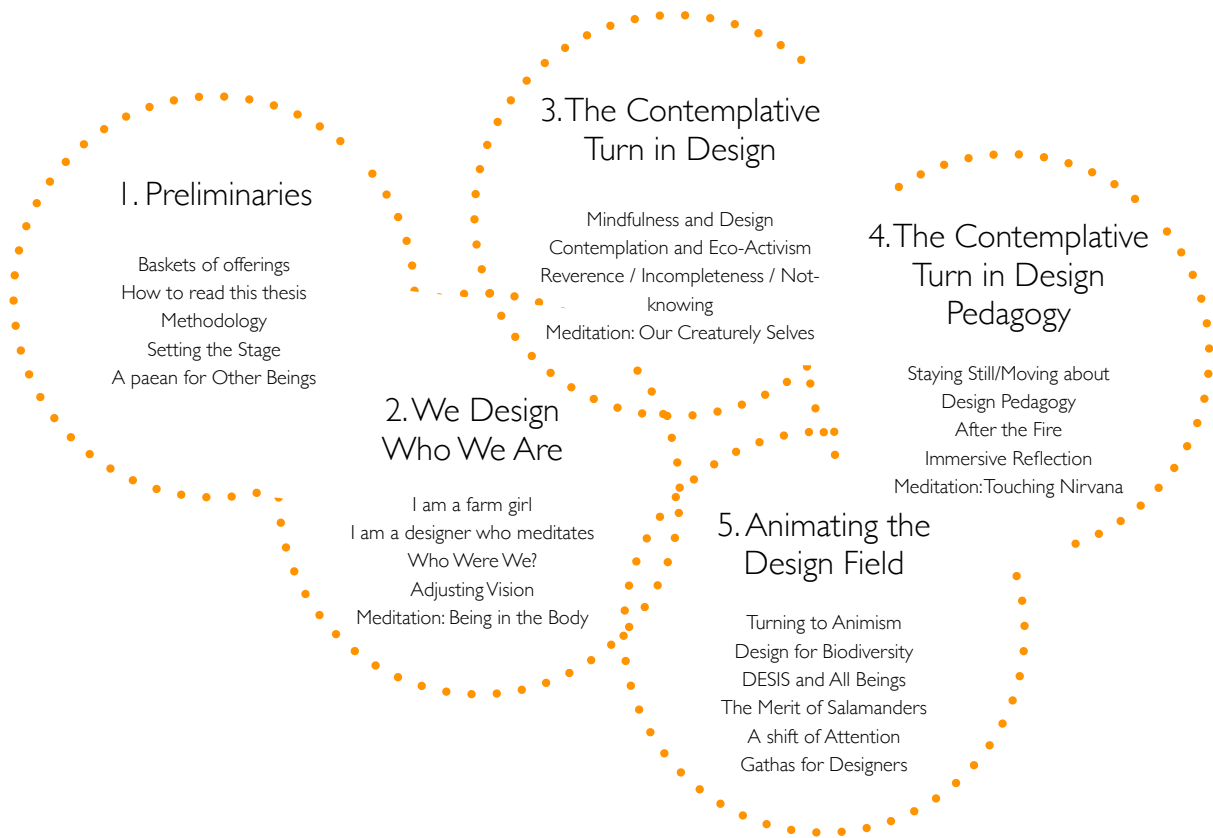 1. Preliminaries
Baskets of offerings
How to read this thesis
Methodology
Setting the Stage
A paean for Other Beings
2. We Design
Who We Are
I am a farm girl
I am a designer who meditates
Who Were We?
Adjusting Vision
Meditation: Being in the Body
3. The Contemplative
Turn in Design
Mindfulness and Design
Contemplation and Eco-Activism
Reverence / Incompleteness / Not-
knowing
Meditation: Our Creaturely Selves
4. The Contemplative
Turn in Design
Pedagogy
Staying Still/Moving about
Design Pedagogy
After the Fire
Immersive Reflection
Meditation: Touching Nirvana
5. Animating the
Design Field
Turning to Animism
Design for Biodiversity
DESIS and All Beings
The Merit of Salamanders
A shift of Attention
Gathas for Designers